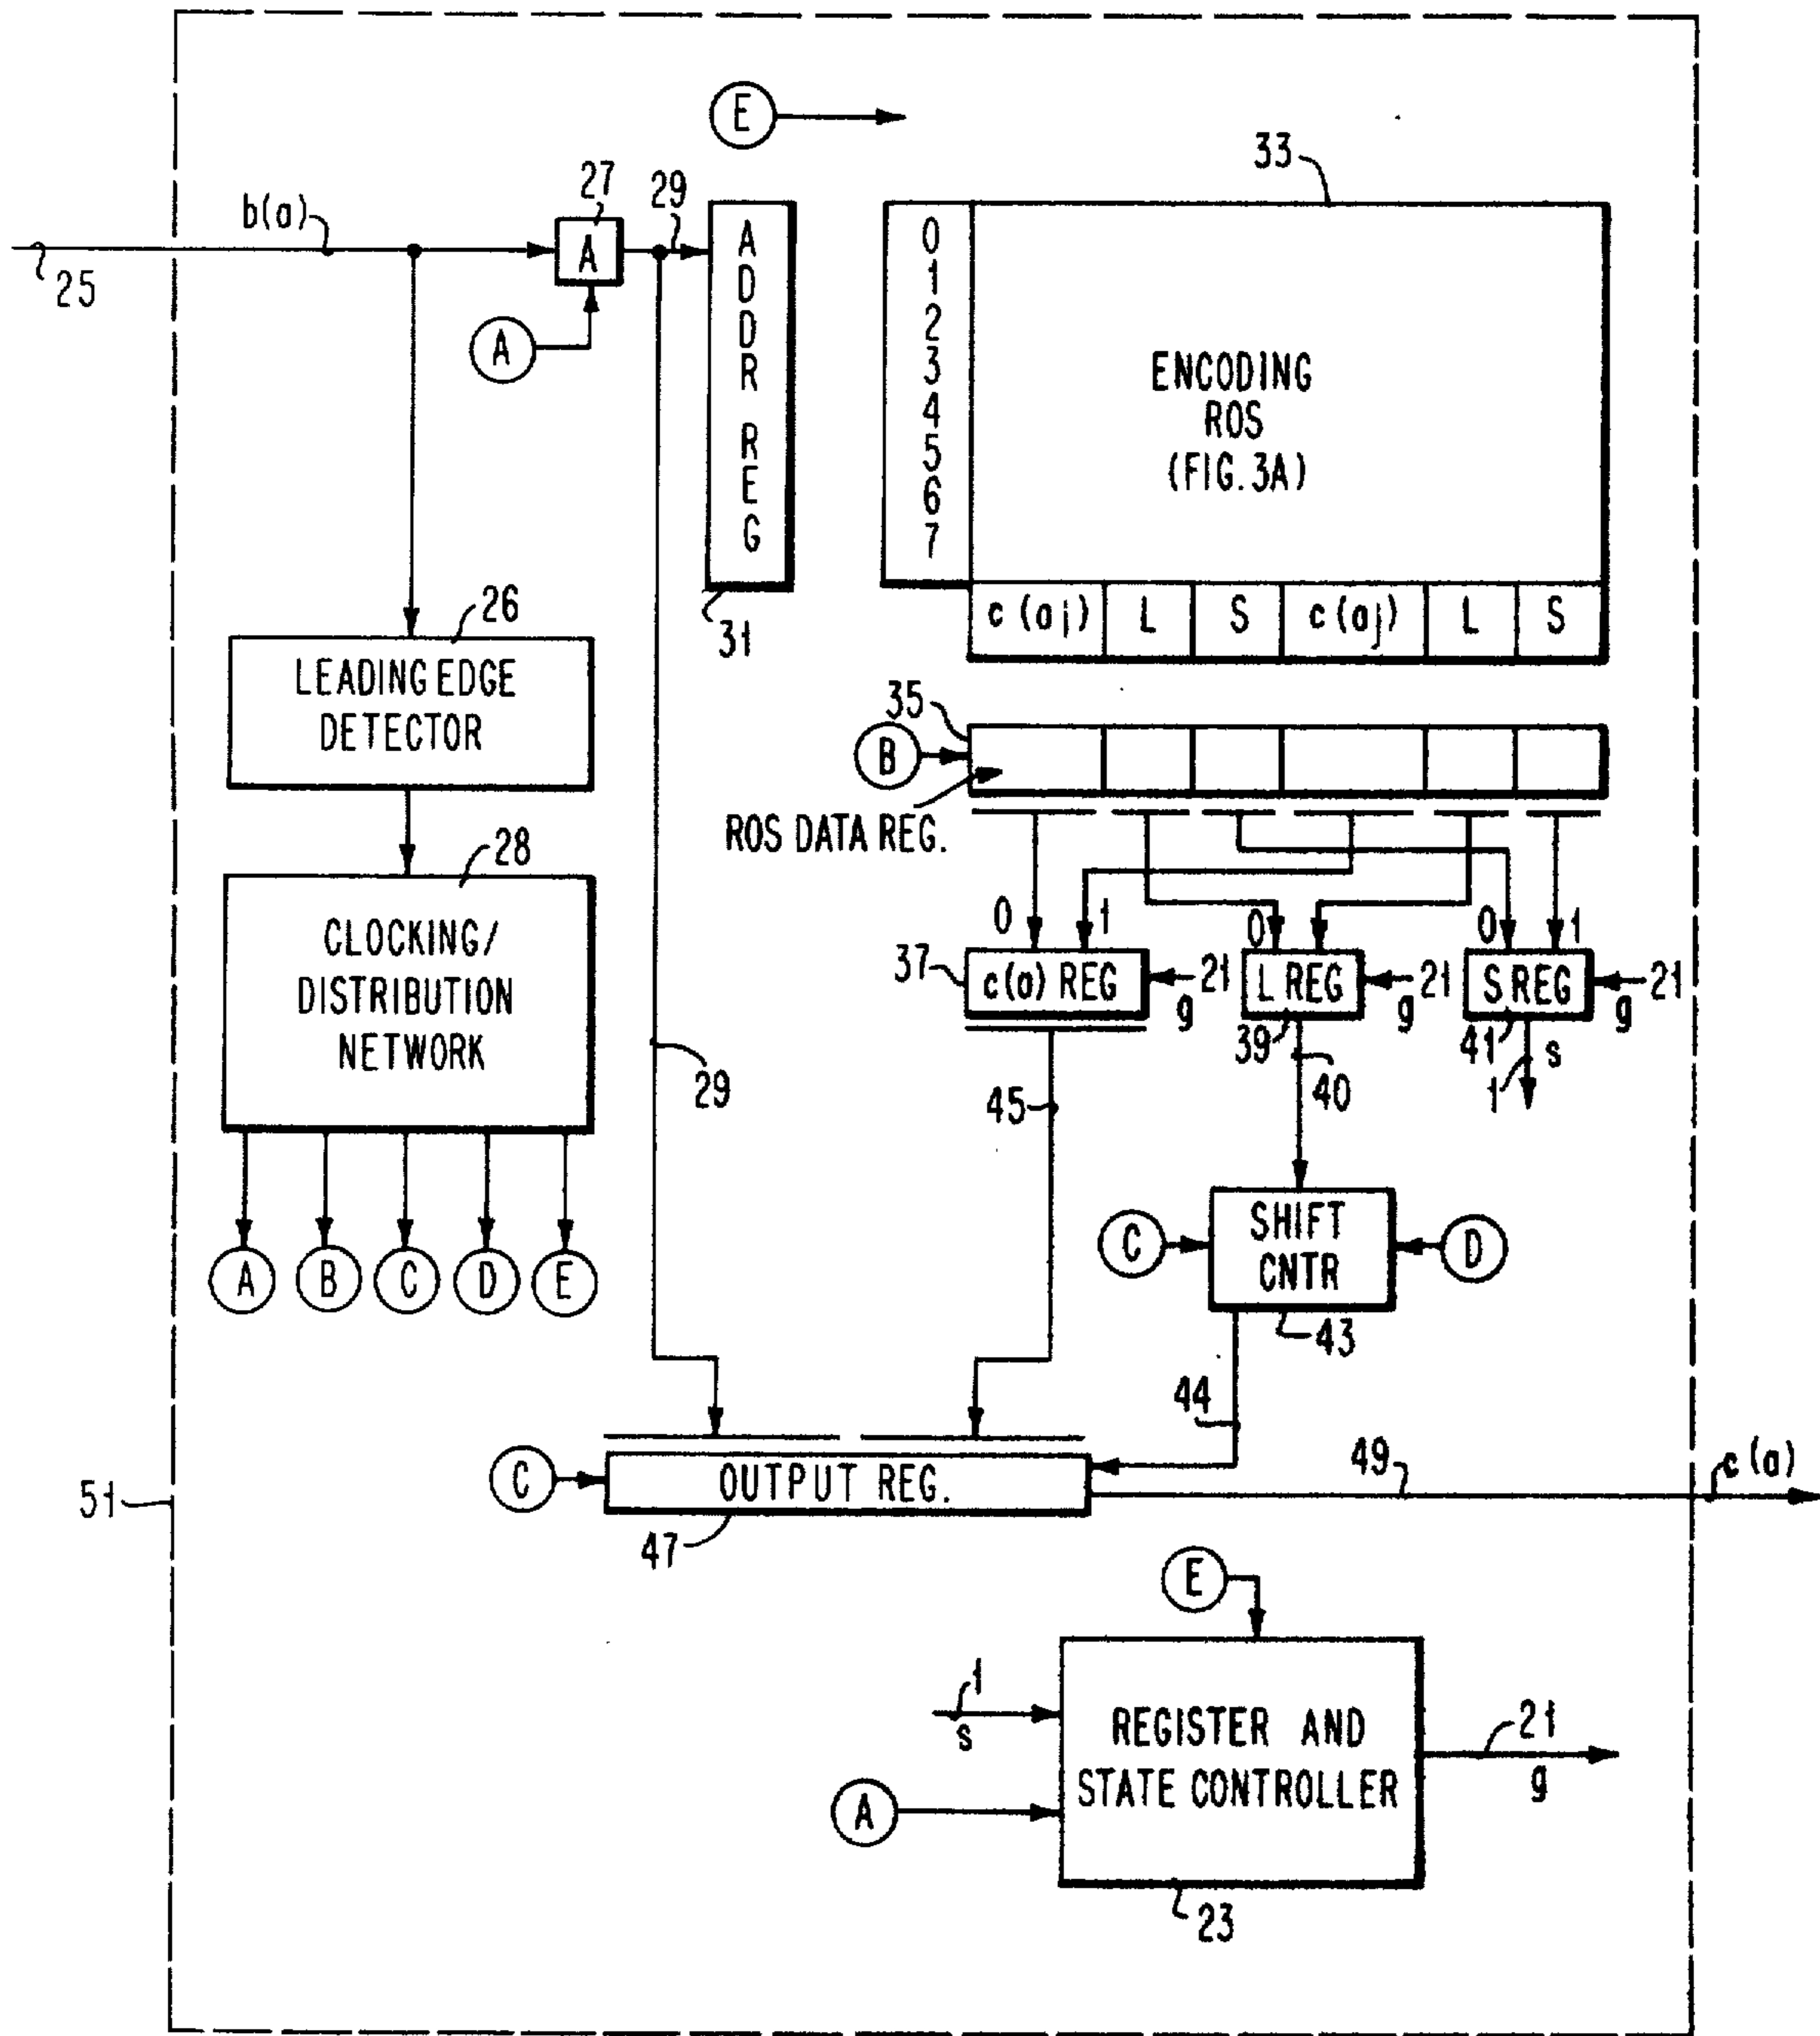 E
33
27
29
b(a)
A
25
A
ADDR REG
31
0
1
2
3
4
5
6
7
ENCODING
ROS
(FIG. 3A)
c(ai) L S c(aj) L S
26
LEADING EDGE
DETECTOR
35
B
ROS DATA REG.
28
CLOCKING/
DISTRIBUTION
NETWORK
0 1 0 0 1
37 c(a) REG 21 g
L REG 21 g
S REG 21 g
39
41
40
1 s
29
45
A B C D E
C SHIFT CNTR D
43
44
C OUTPUT REG.
47
49
c(a)
51
E
1
s
REGISTER AND
STATE CONTROLLER
21
g
A
23